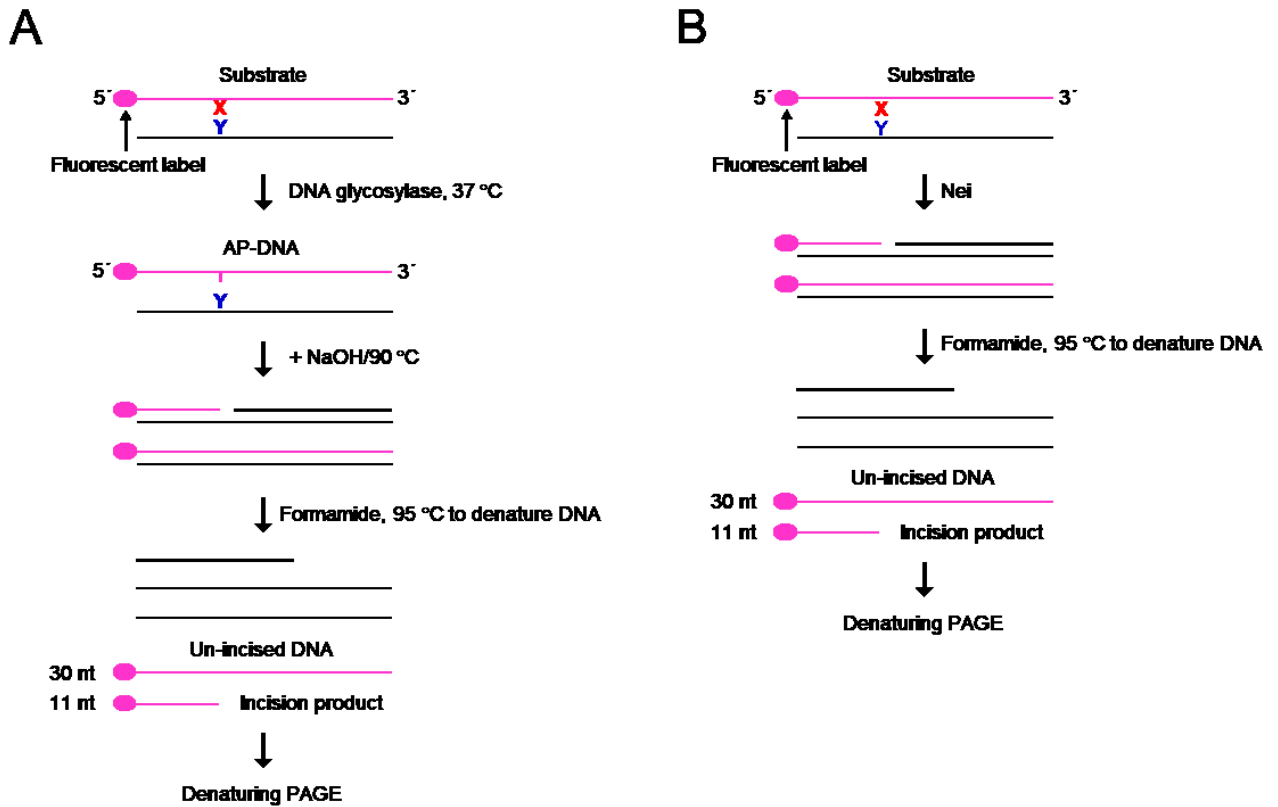 A
Substrate
5´ 3´
X
Y
Fluorescent label
DNA glycosylase, 37 °C
AP-DNA
5´ 3´
Y
+ NaOH/90 °C
Formamide, 95 °C to denature DNA
Un-incised DNA
30 nt
11 nt Incision product
Denaturing PAGE
B
Substrate
5´ 3´
X
Y
Fluorescent label
Nei
Formamide, 95 °C to denature DNA
Un-incised DNA
30 nt
11 nt Incision product
Denaturing PAGE